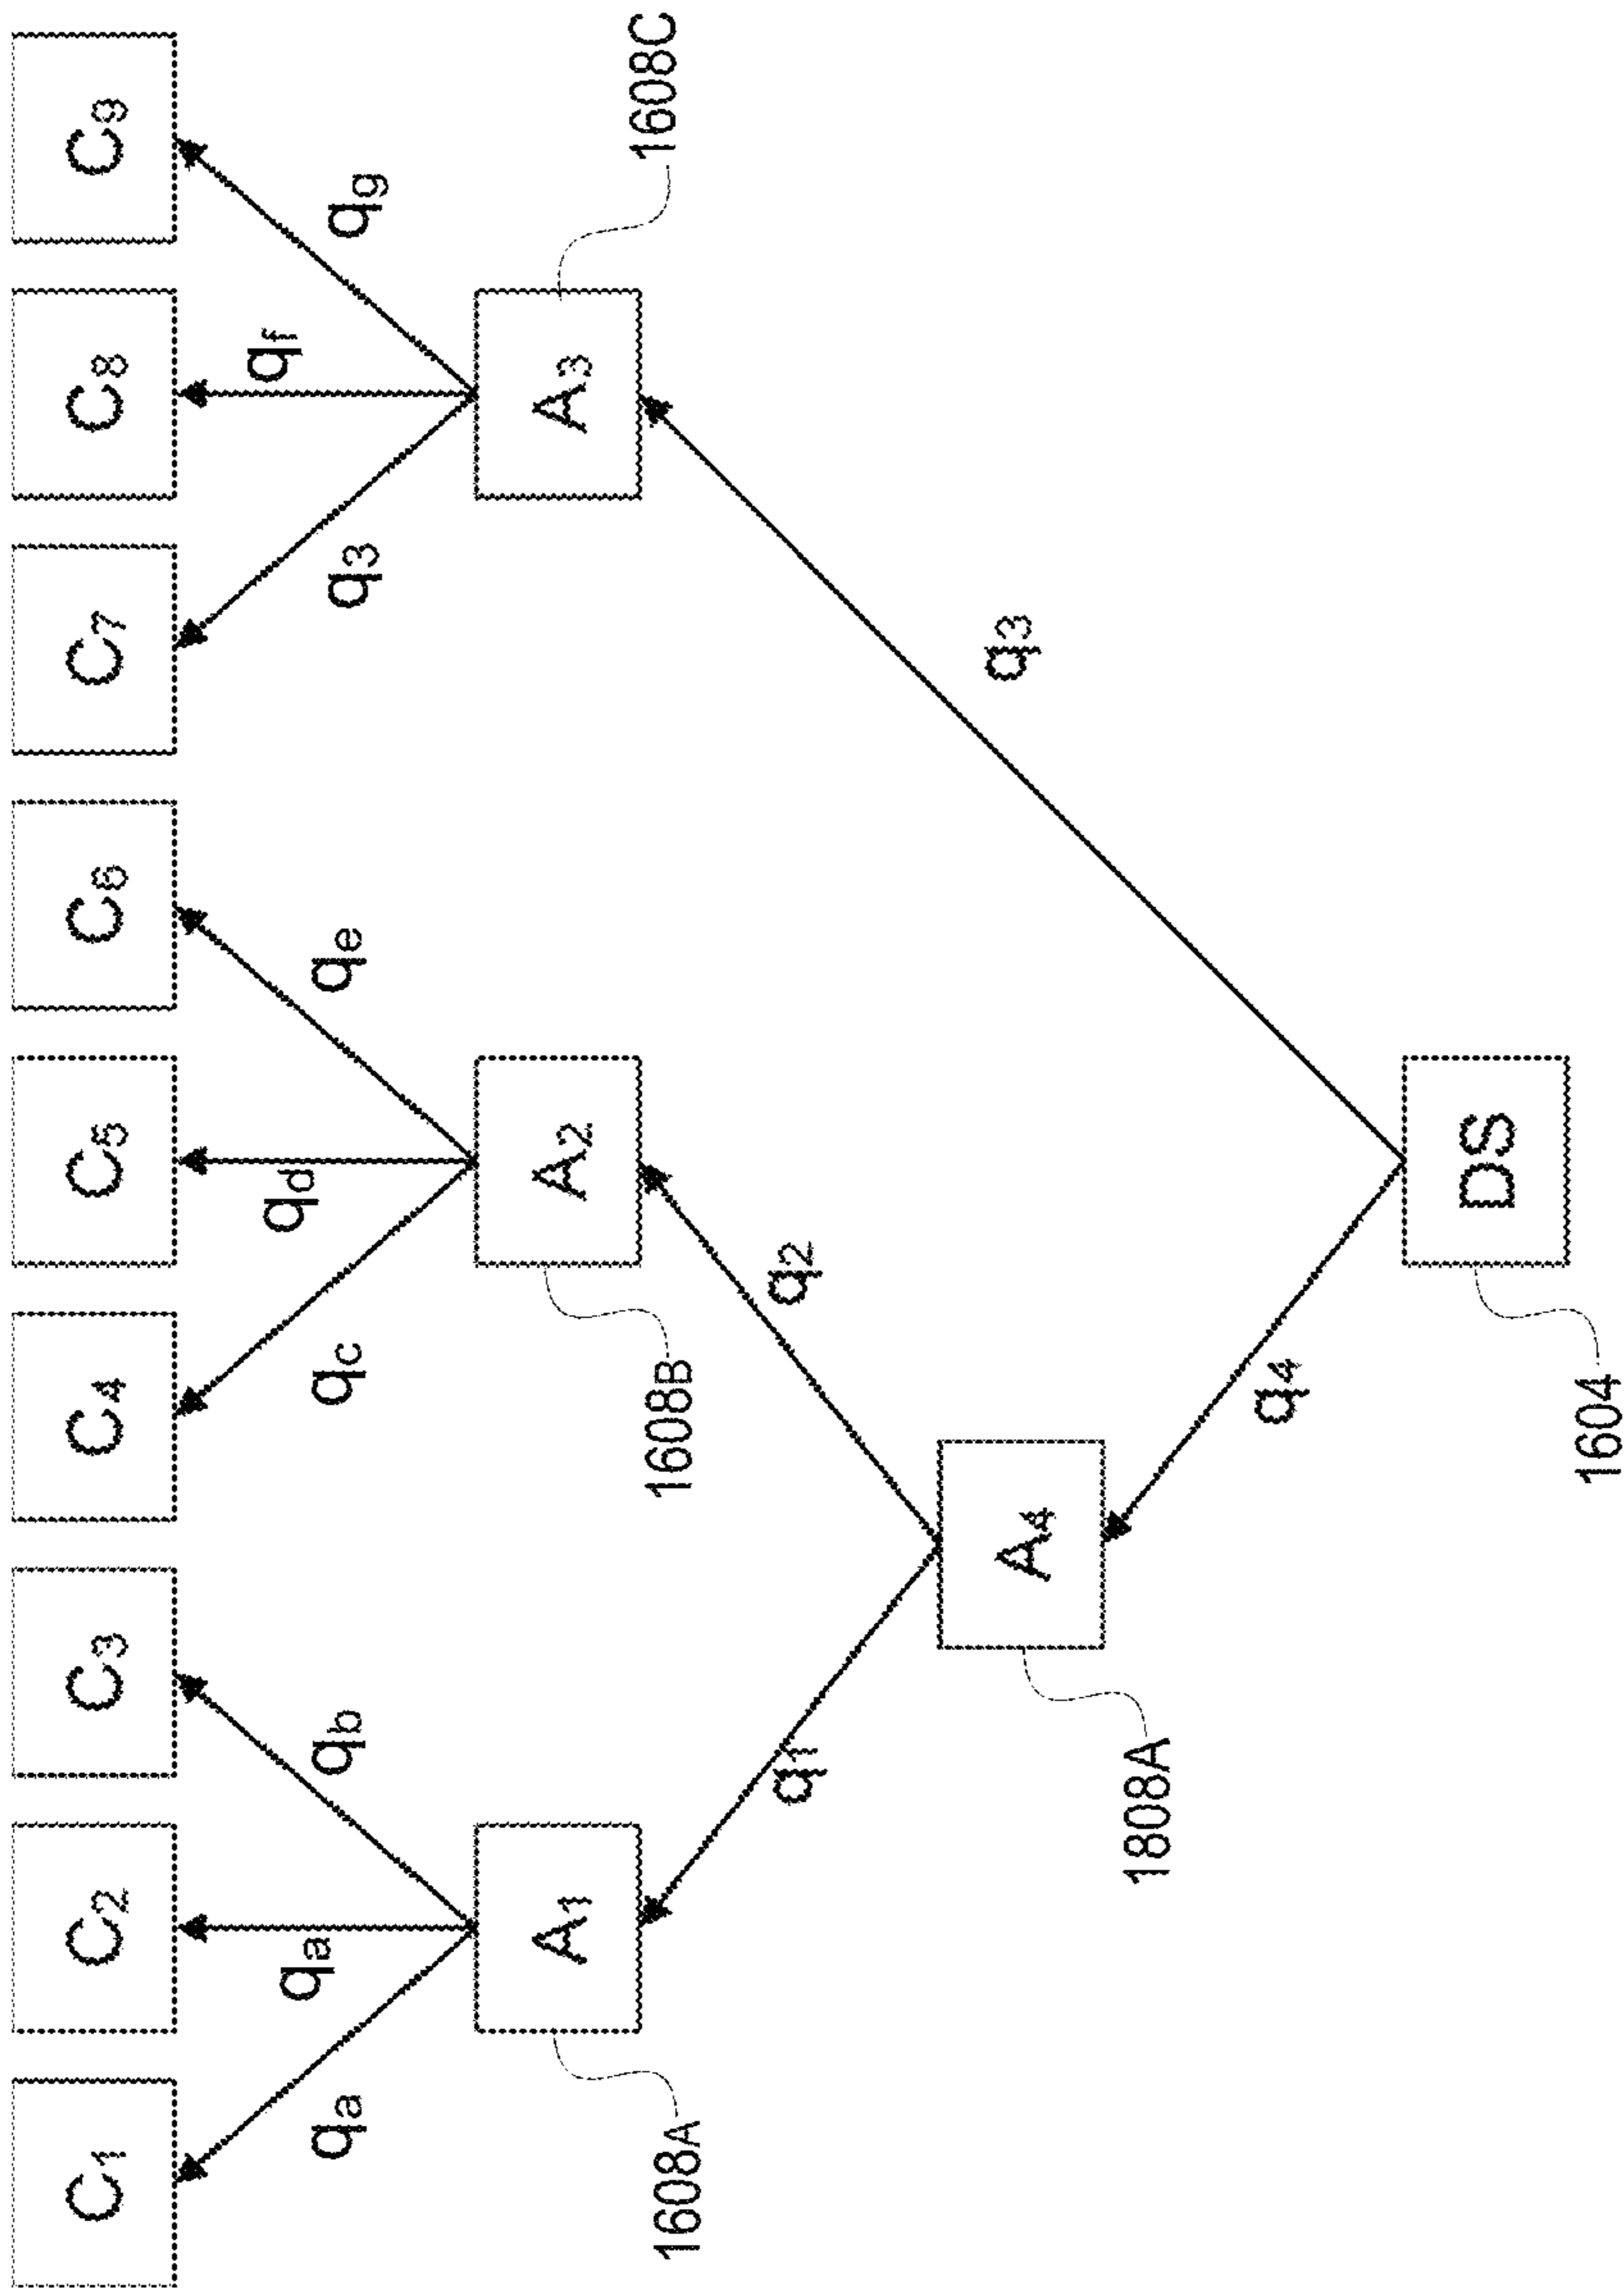 C1 C2 C3 C4 C5 C6 C7 C8 C9
qa qa qb qc qd qe q3 qf qg
A1 A2 A3
1608A 1608B 1608C
q1 q2 q3
A4
1808A
q4
DS
1604